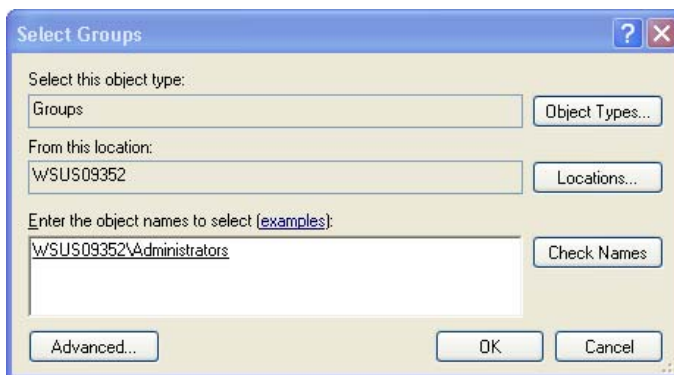 Select Groups
Select this object type:
Groups
Object Types...
From this location:
WSUS09352
Locations...
Enter the object names to select (examples):
WSUS09352\Administrators
Check Names
Advanced...
OK
Cancel